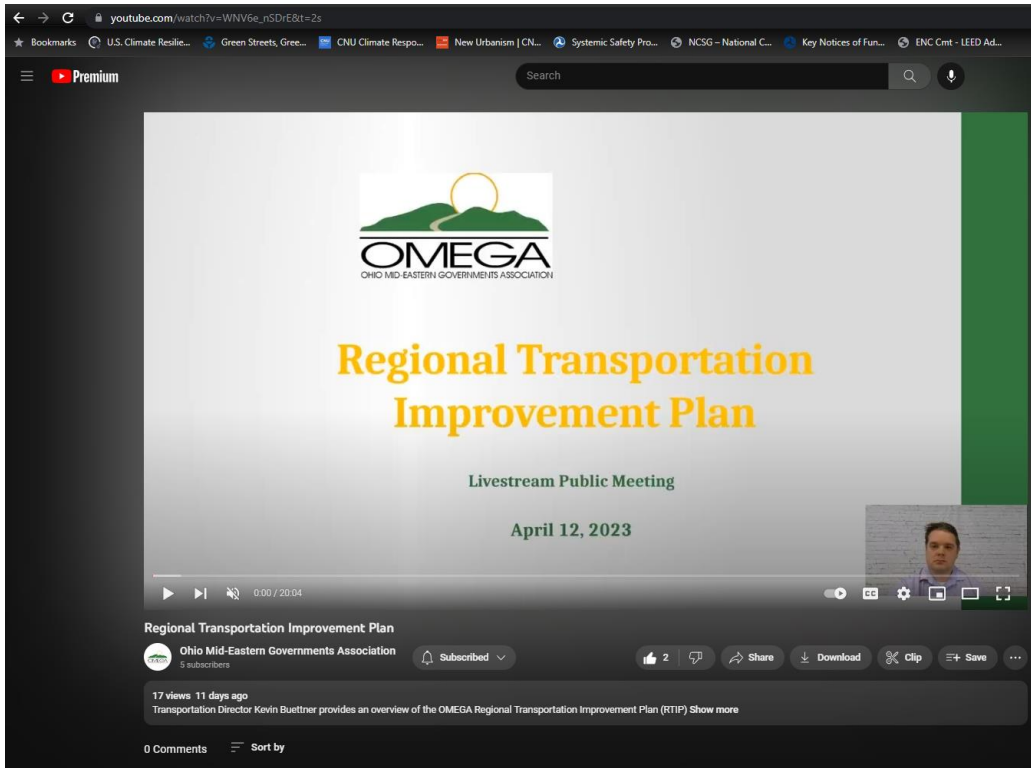 youtube.com/watch?v=WNV6e_nSDrE&t=2s
Bookmarks U.S. Climate Resilie... Green Streets, Gree... CNU Climate Respo... New Urbanism | CN... Systemic Safety Pro... NCSG – National C... Key Notices of Fun... ENC Cmt - LEED Ad...
Premium
Search
OMEGA
OHIO MID-EASTERN GOVERNMENTS ASSOCIATION
Regional Transportation
Improvement Plan
Livestream Public Meeting
April 12, 2023
0:00 / 20:04
CC
Regional Transportation Improvement Plan
OMEGA
Ohio Mid-Eastern Governments Association
5 subscribers
Subscribed
2
Share
Download
Clip
Save
17 views 11 days ago
Transportation Director Kevin Buettner provides an overview of the OMEGA Regional Transportation Improvement Plan (RTIP) Show more
0 Comments
Sort by